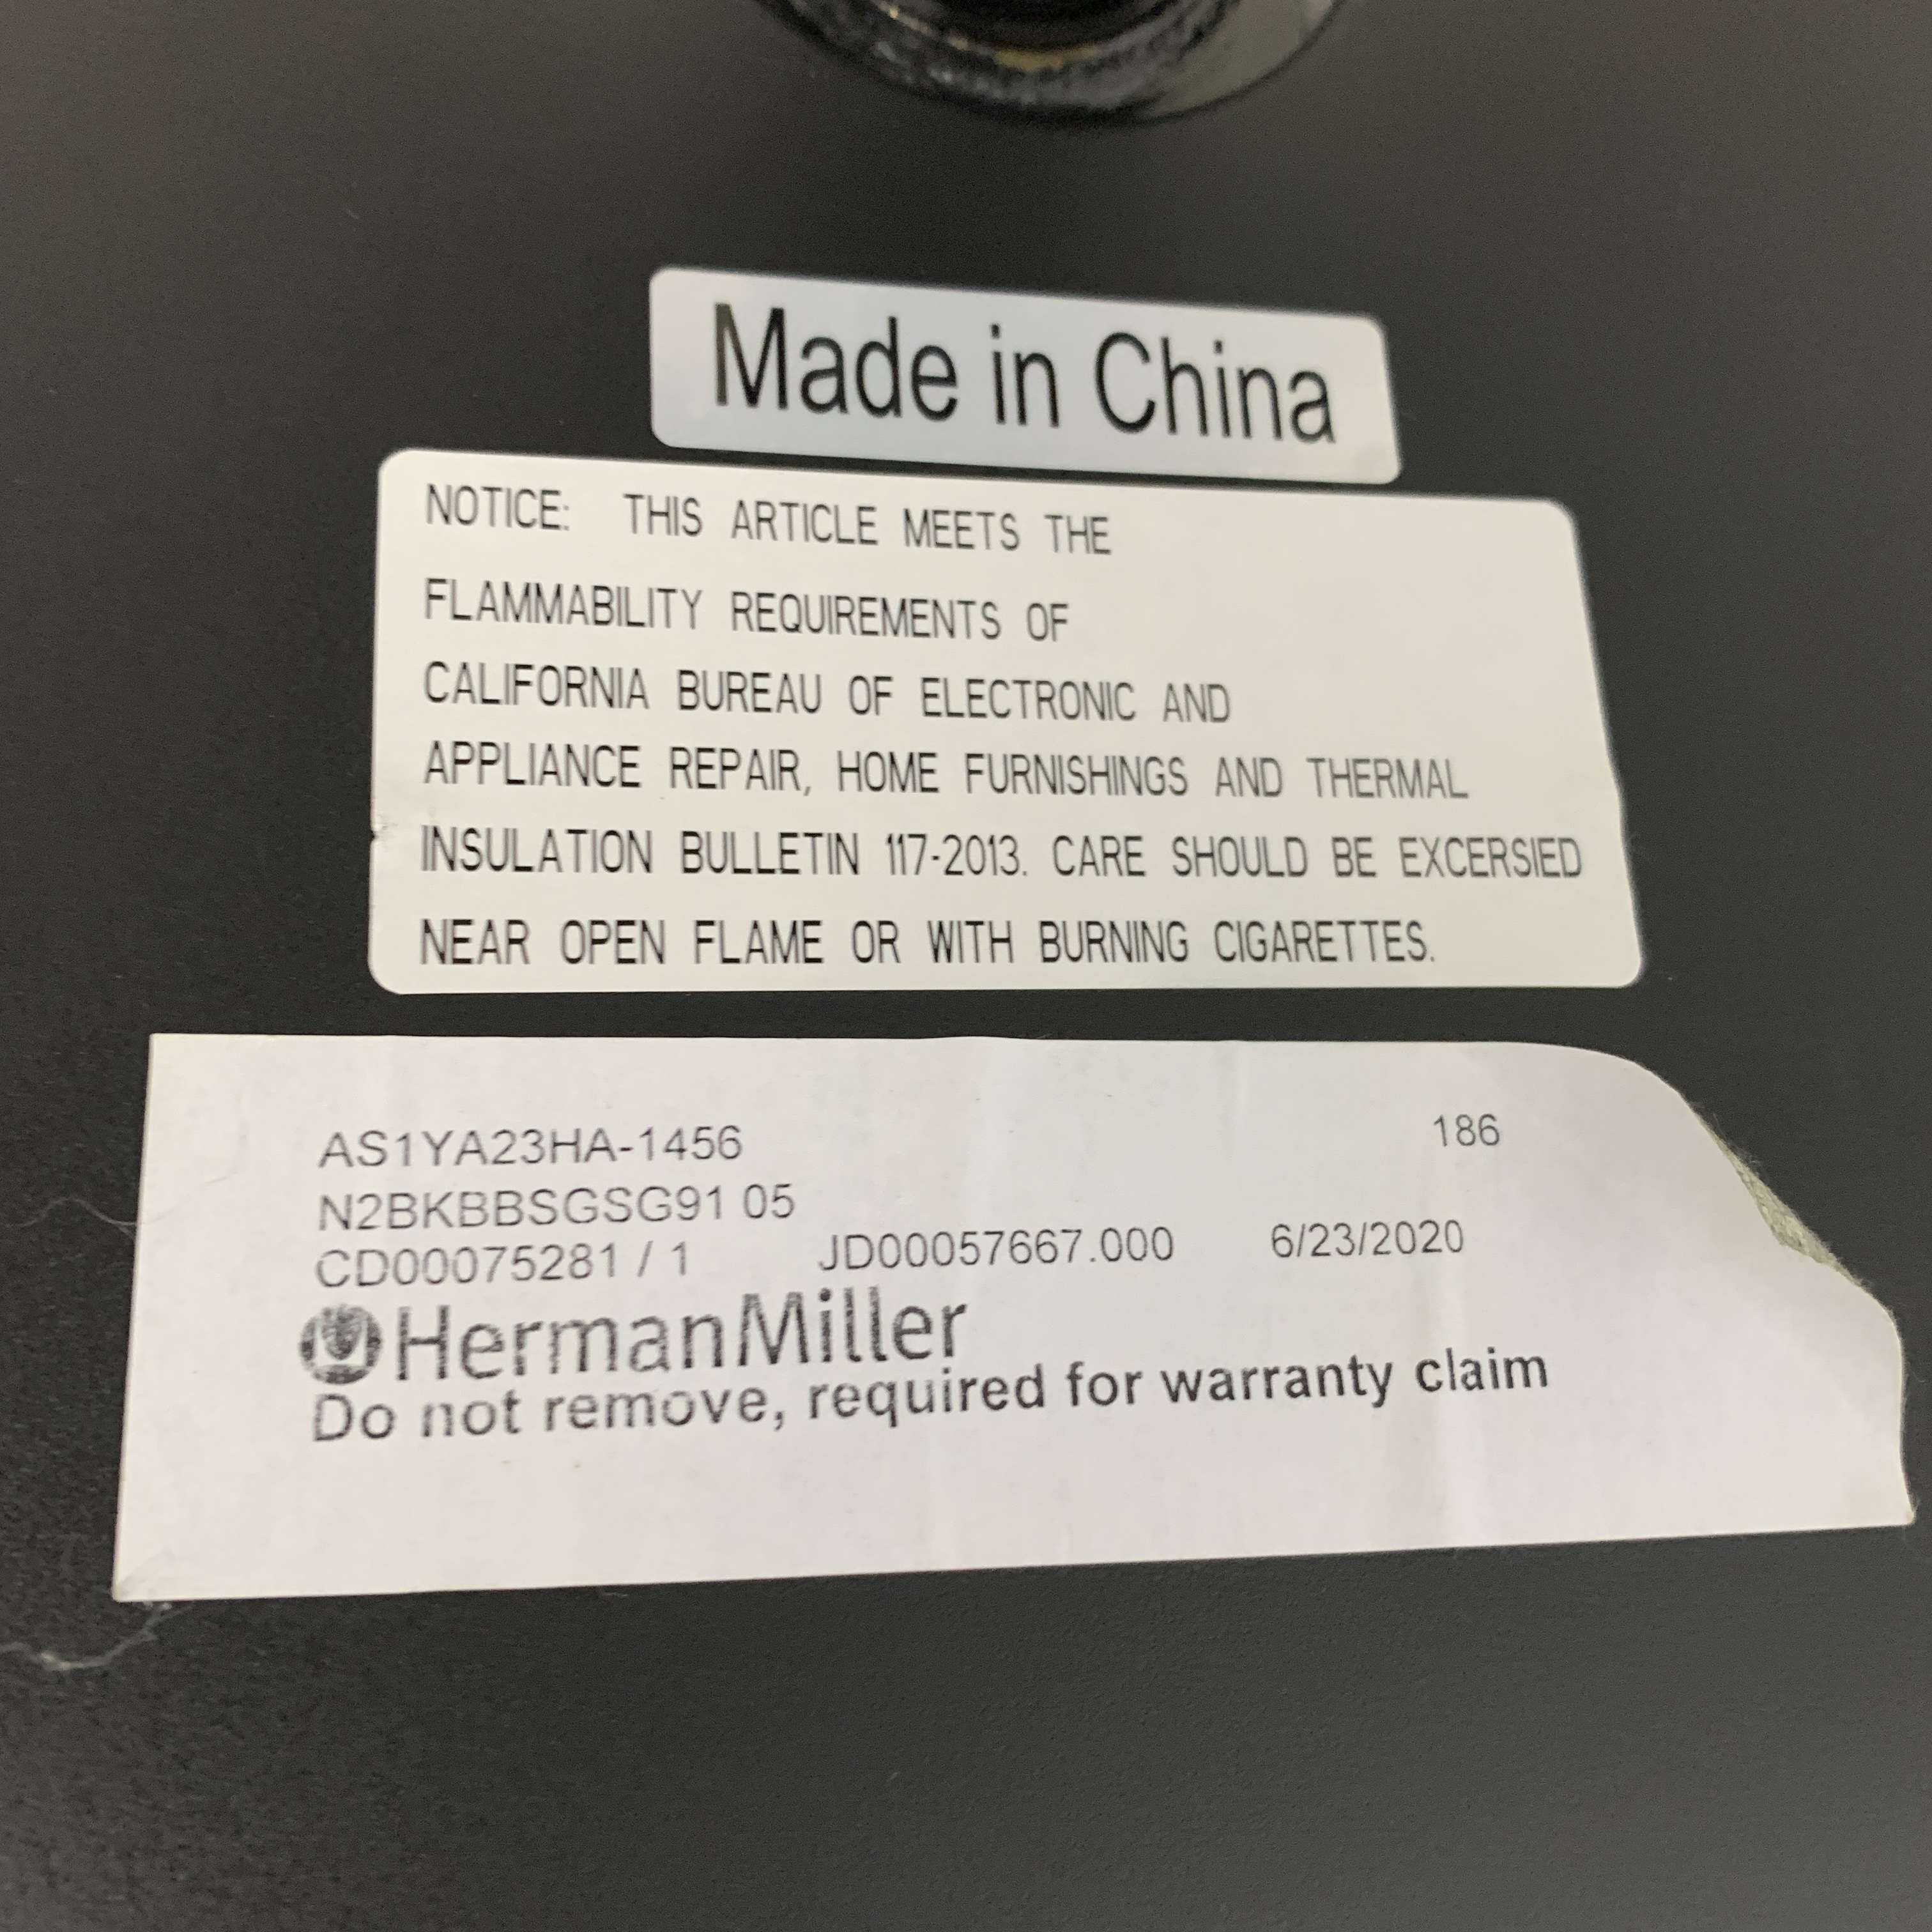 Made in China
NOTICE: THIS ARTICLE MEETS THE
FLAMMABILITY REQUIREMENTS OF
CALIFORNIA BUREAU OF ELECTRONIC AND
APPLIANCE REPAIR, HOME FURNISHINGS AND THERMAL
INSULATION BULLETIN 117-2013. CARE SHOULD BE EXCERSIED
NEAR OPEN FLAME OR WITH BURNING CIGARETTES.
AS1YA23HA-1456 186
N2BKBBSGSG91 05
CD00075281 / 1 JD00057667.000 6/23/2020
HermanMiller
Do not remove, required for warranty claim